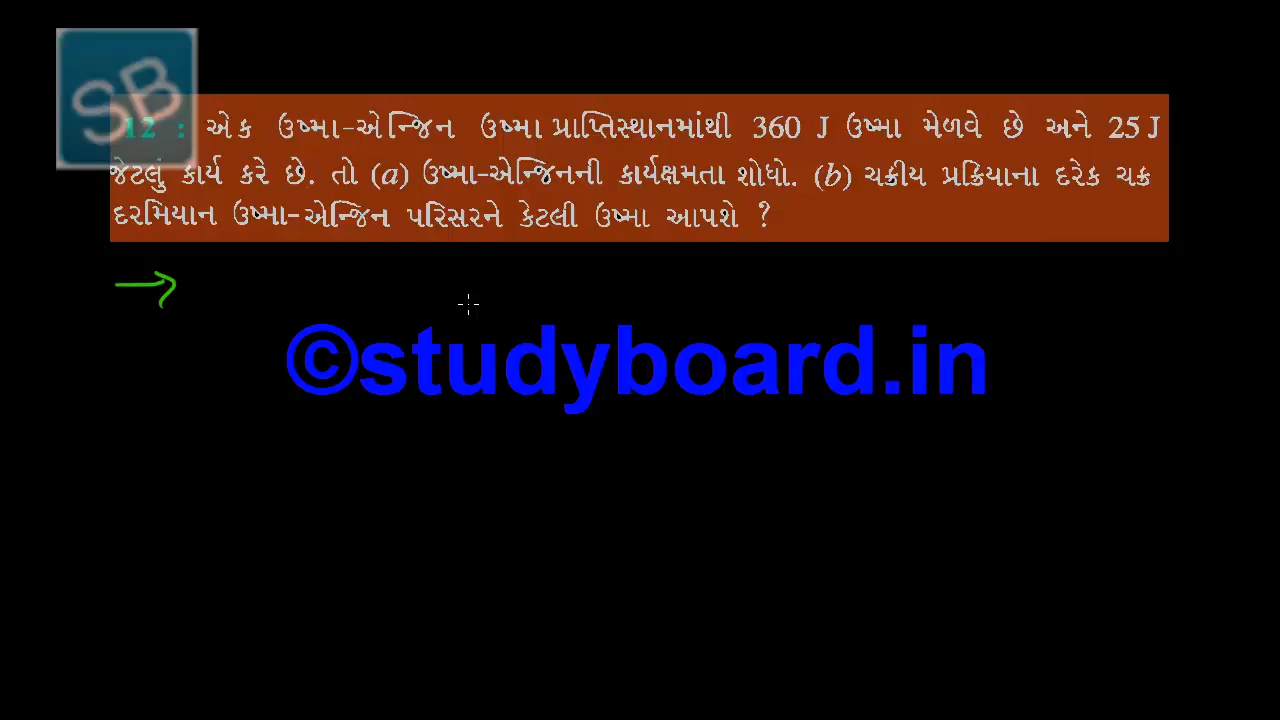 SB
12 : એક ઉષ્મા-એન્જિન ઉષ્મા પ્રાપ્તિસ્થાનમાંથી 360 J ઉષ્મા મેળવે છે અને 25 J
જેટલું કાર્ય કરે છે. તો (a) ઉષ્મા-એન્જિનની કાર્યક્ષમતા શોધો. (b) ચક્રીય પ્રક્રિયાના દરેક ચક્ર
દરમિયાન ઉષ્મા-એન્જિન પરિસરને કેટલી ઉષ્મા આપશે ?
©studyboard.in